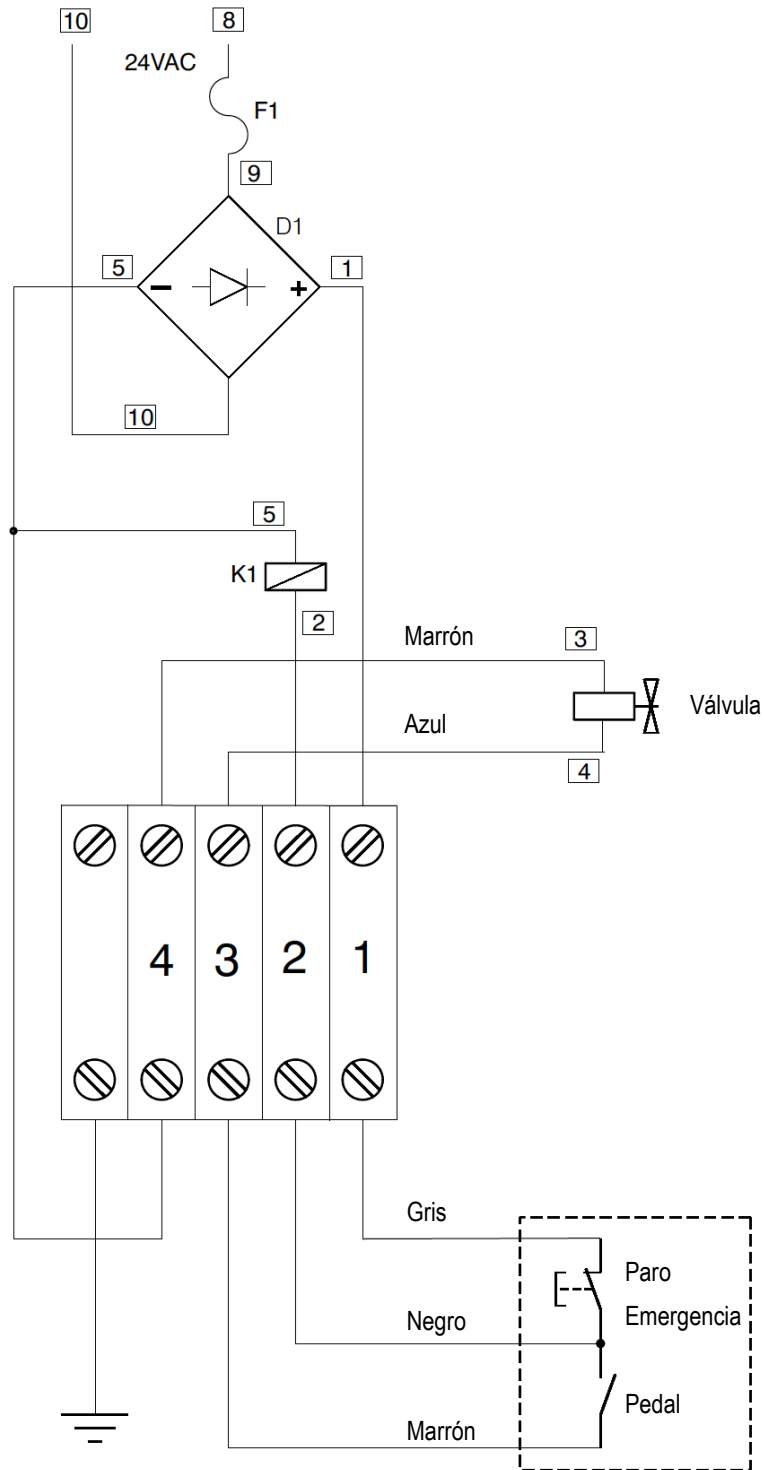 10
8
24VAC
F1
9
D1
5
1
10
5
K1
2
Marrón
3
Válvula
Azul
4
4 3 2 1
Gris
Paro
Emergencia
Negro
Pedal
Marrón